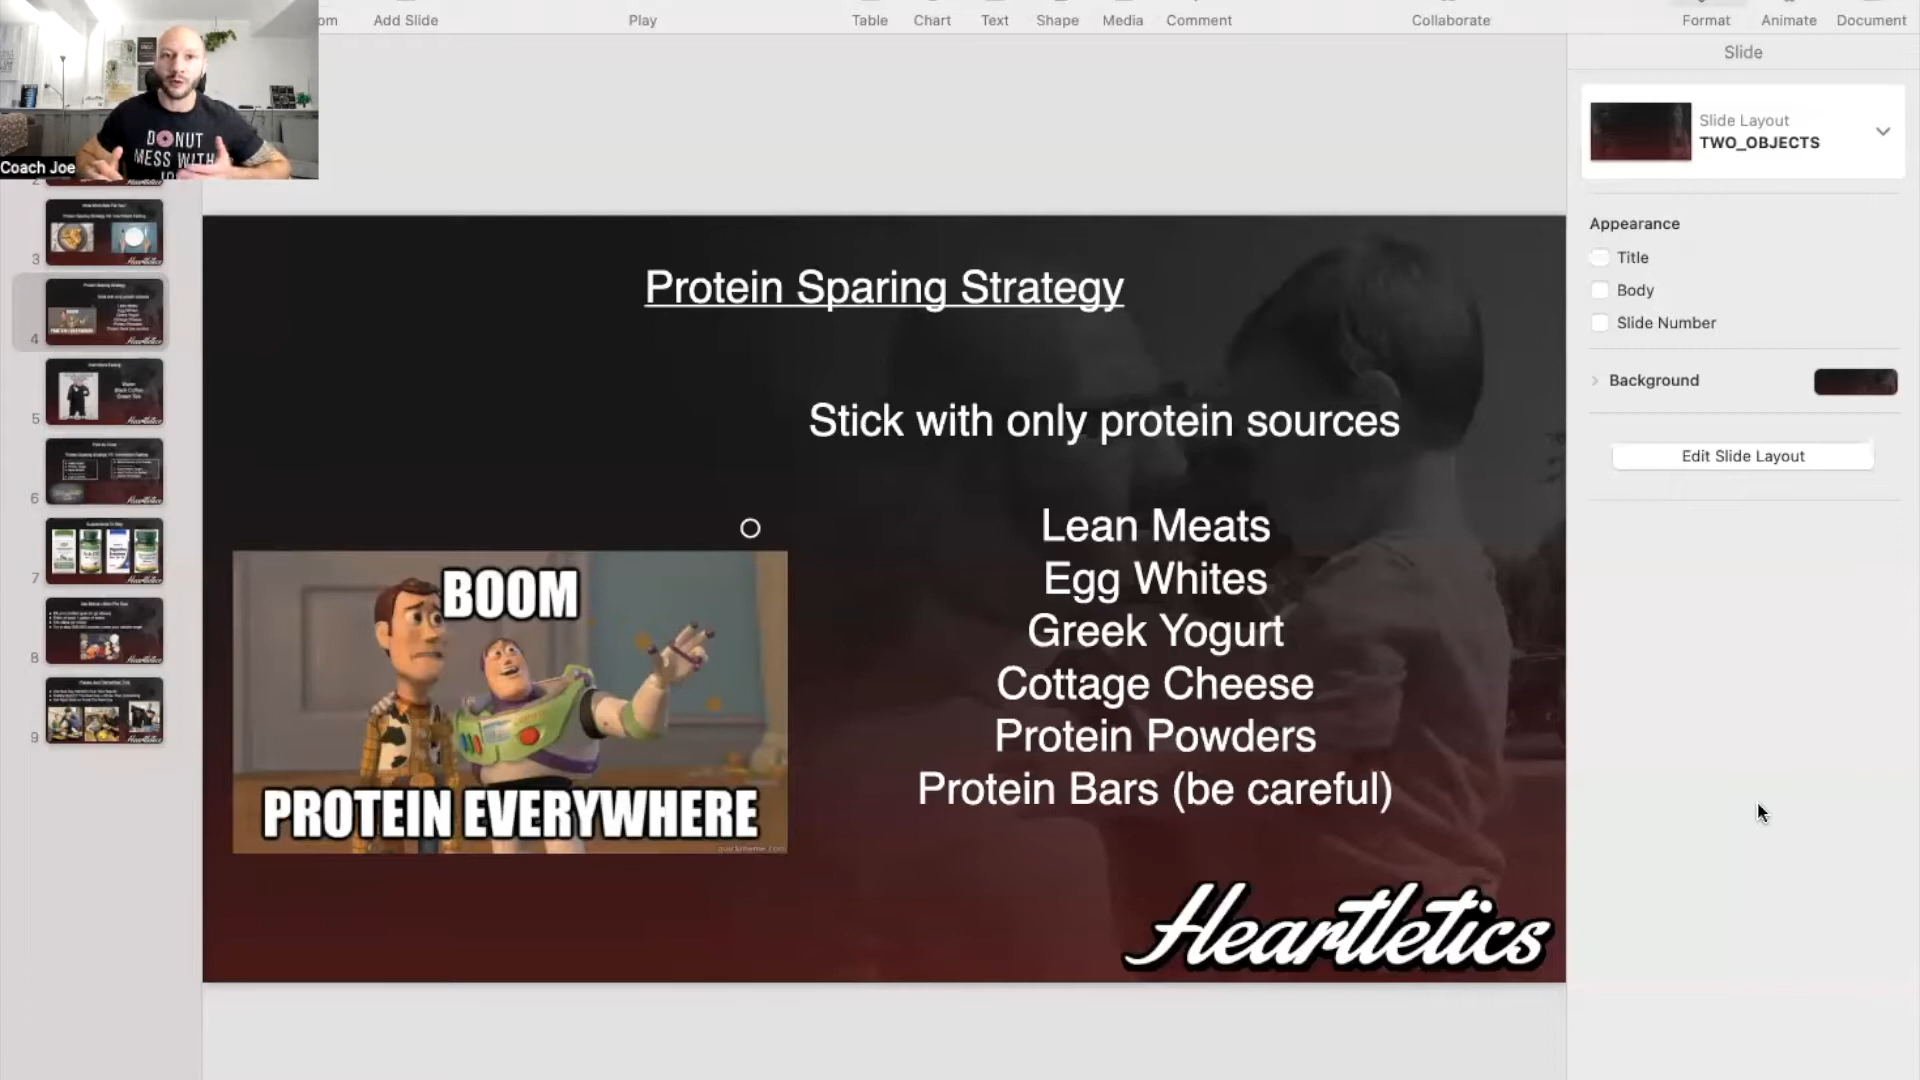 Add Slide
Play
Table
Chart
Text
Shape
Media
Comment
Collaborate
Format
Animate
Document
DONUT
MESS WITH
Coach Joe
Slide
Slide Layout
TWO_OBJECTS
Appearance
Title
Body
Slide Number
Background
Edit Slide Layout
3
4
5
6
7
8
9
Protein Sparing Strategy
Stick with only protein sources
Lean Meats
Egg Whites
Greek Yogurt
Cottage Cheese
Protein Powders
Protein Bars (be careful)
BOOM
PROTEIN EVERYWHERE
Heartletics